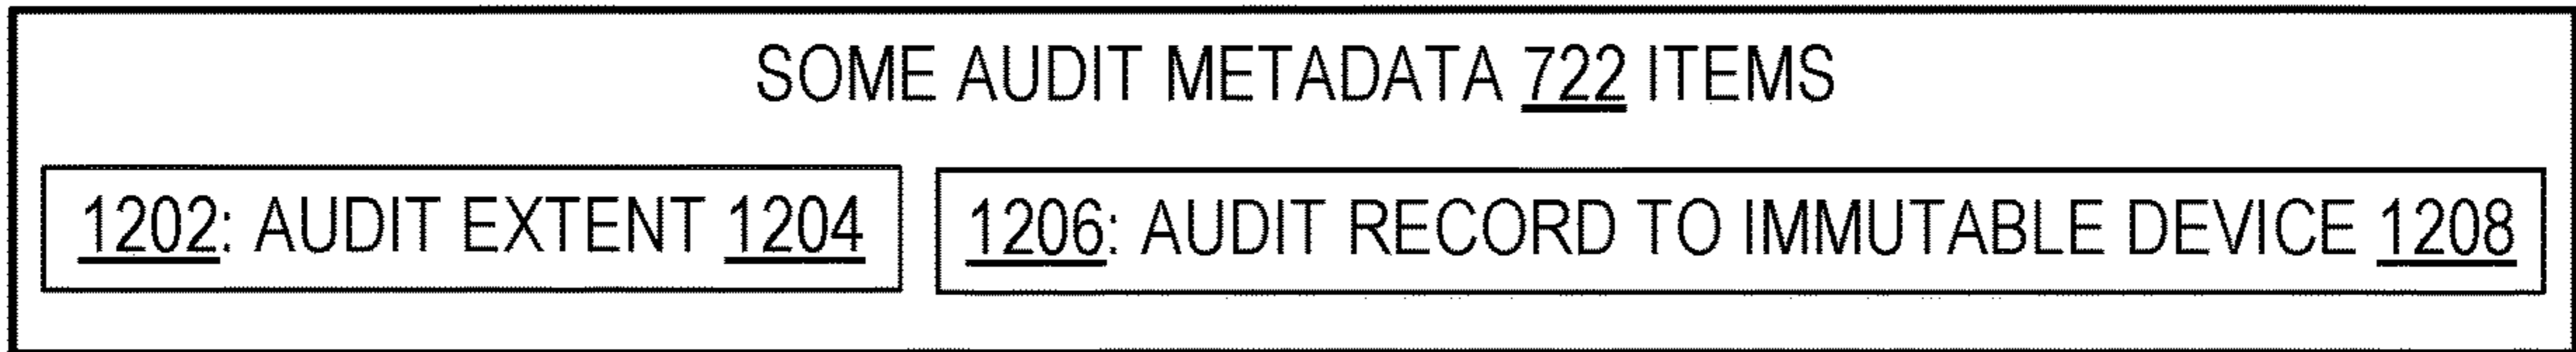 SOME AUDIT METADATA 722 ITEMS
1202: AUDIT EXTENT 1204
1206: AUDIT RECORD TO IMMUTABLE DEVICE 1208